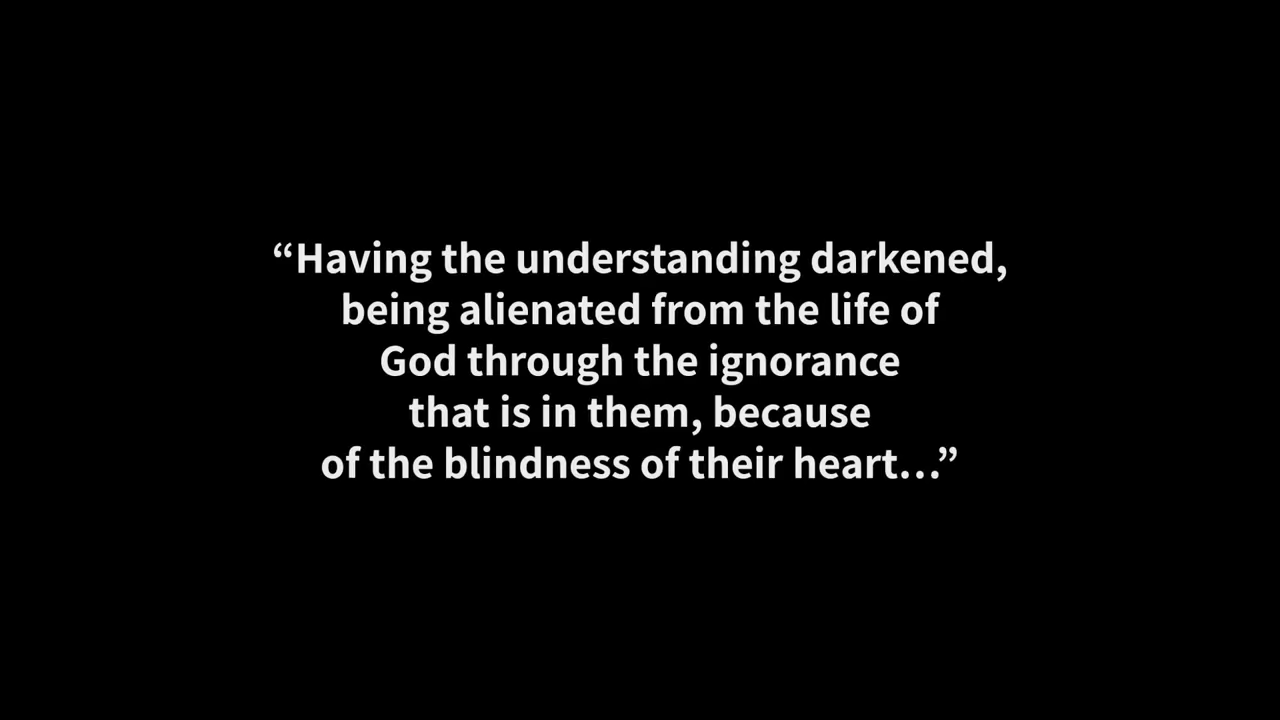 “Having the understanding darkened,
being alienated from the life of
God through the ignorance
that is in them, because
of the blindness of their heart…”